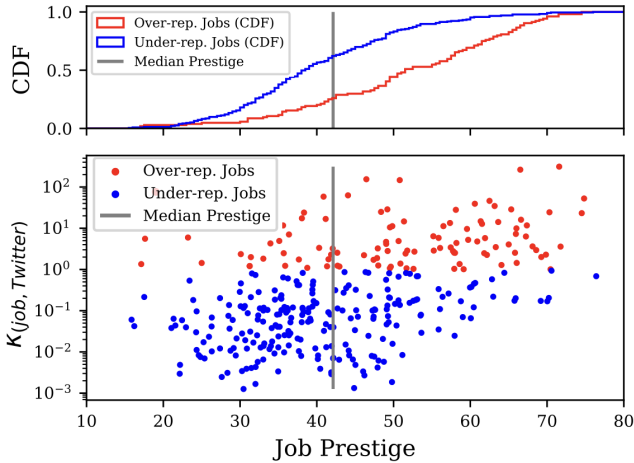 1.0
0.5
0.0
CDF
Over-rep. Jobs (CDF)
Under-rep. Jobs (CDF)
Median Prestige
10²
10¹
10⁰
10⁻¹
10⁻²
10⁻³
K(job, Twitter)
Over-rep. Jobs
Under-rep. Jobs
Median Prestige
10 20 30 40 50 60 70 80
Job Prestige